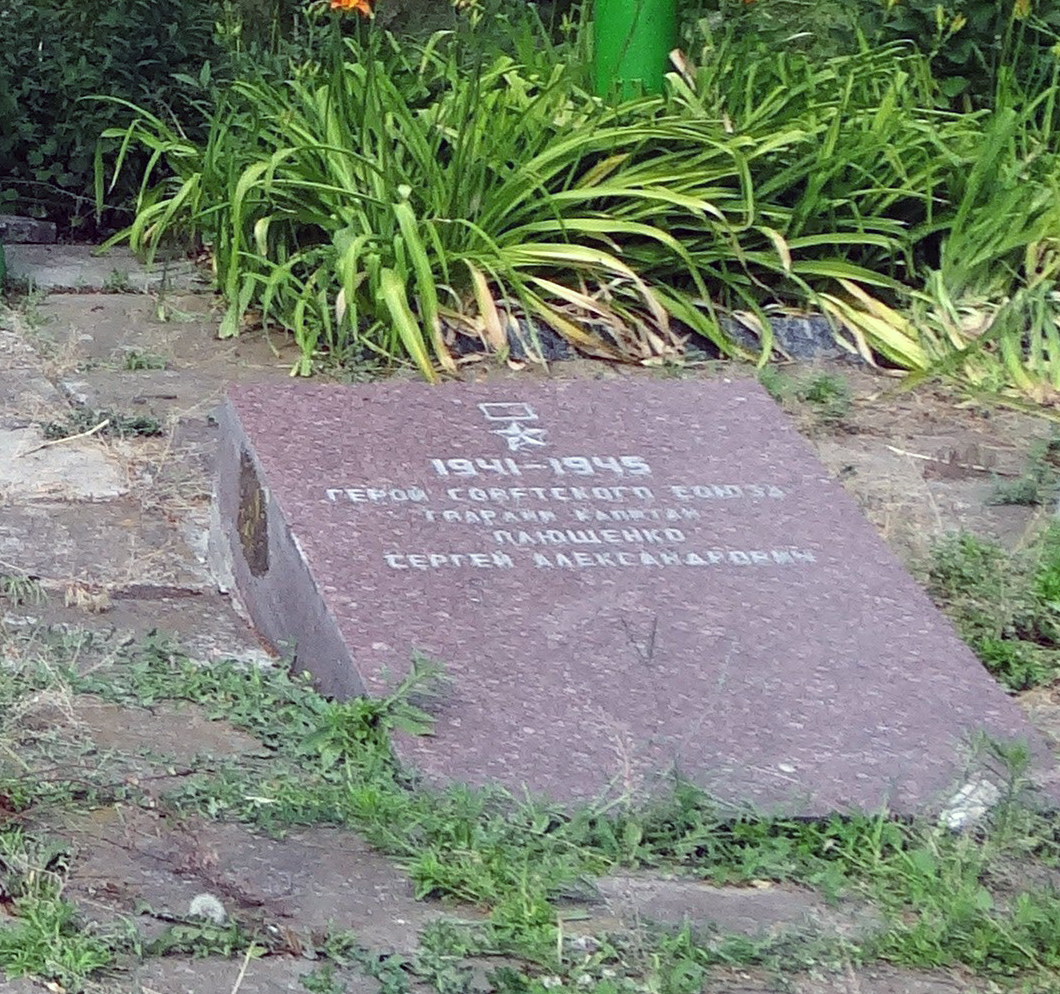 1941-1945
ГЕРОЙ СОВЕТСКОГО СОЮЗА
ГВАРДИИ КАПИТАН
ПЛЮЩЕНКО
СЕРГЕЙ АЛЕКСАНДРОВИЧ